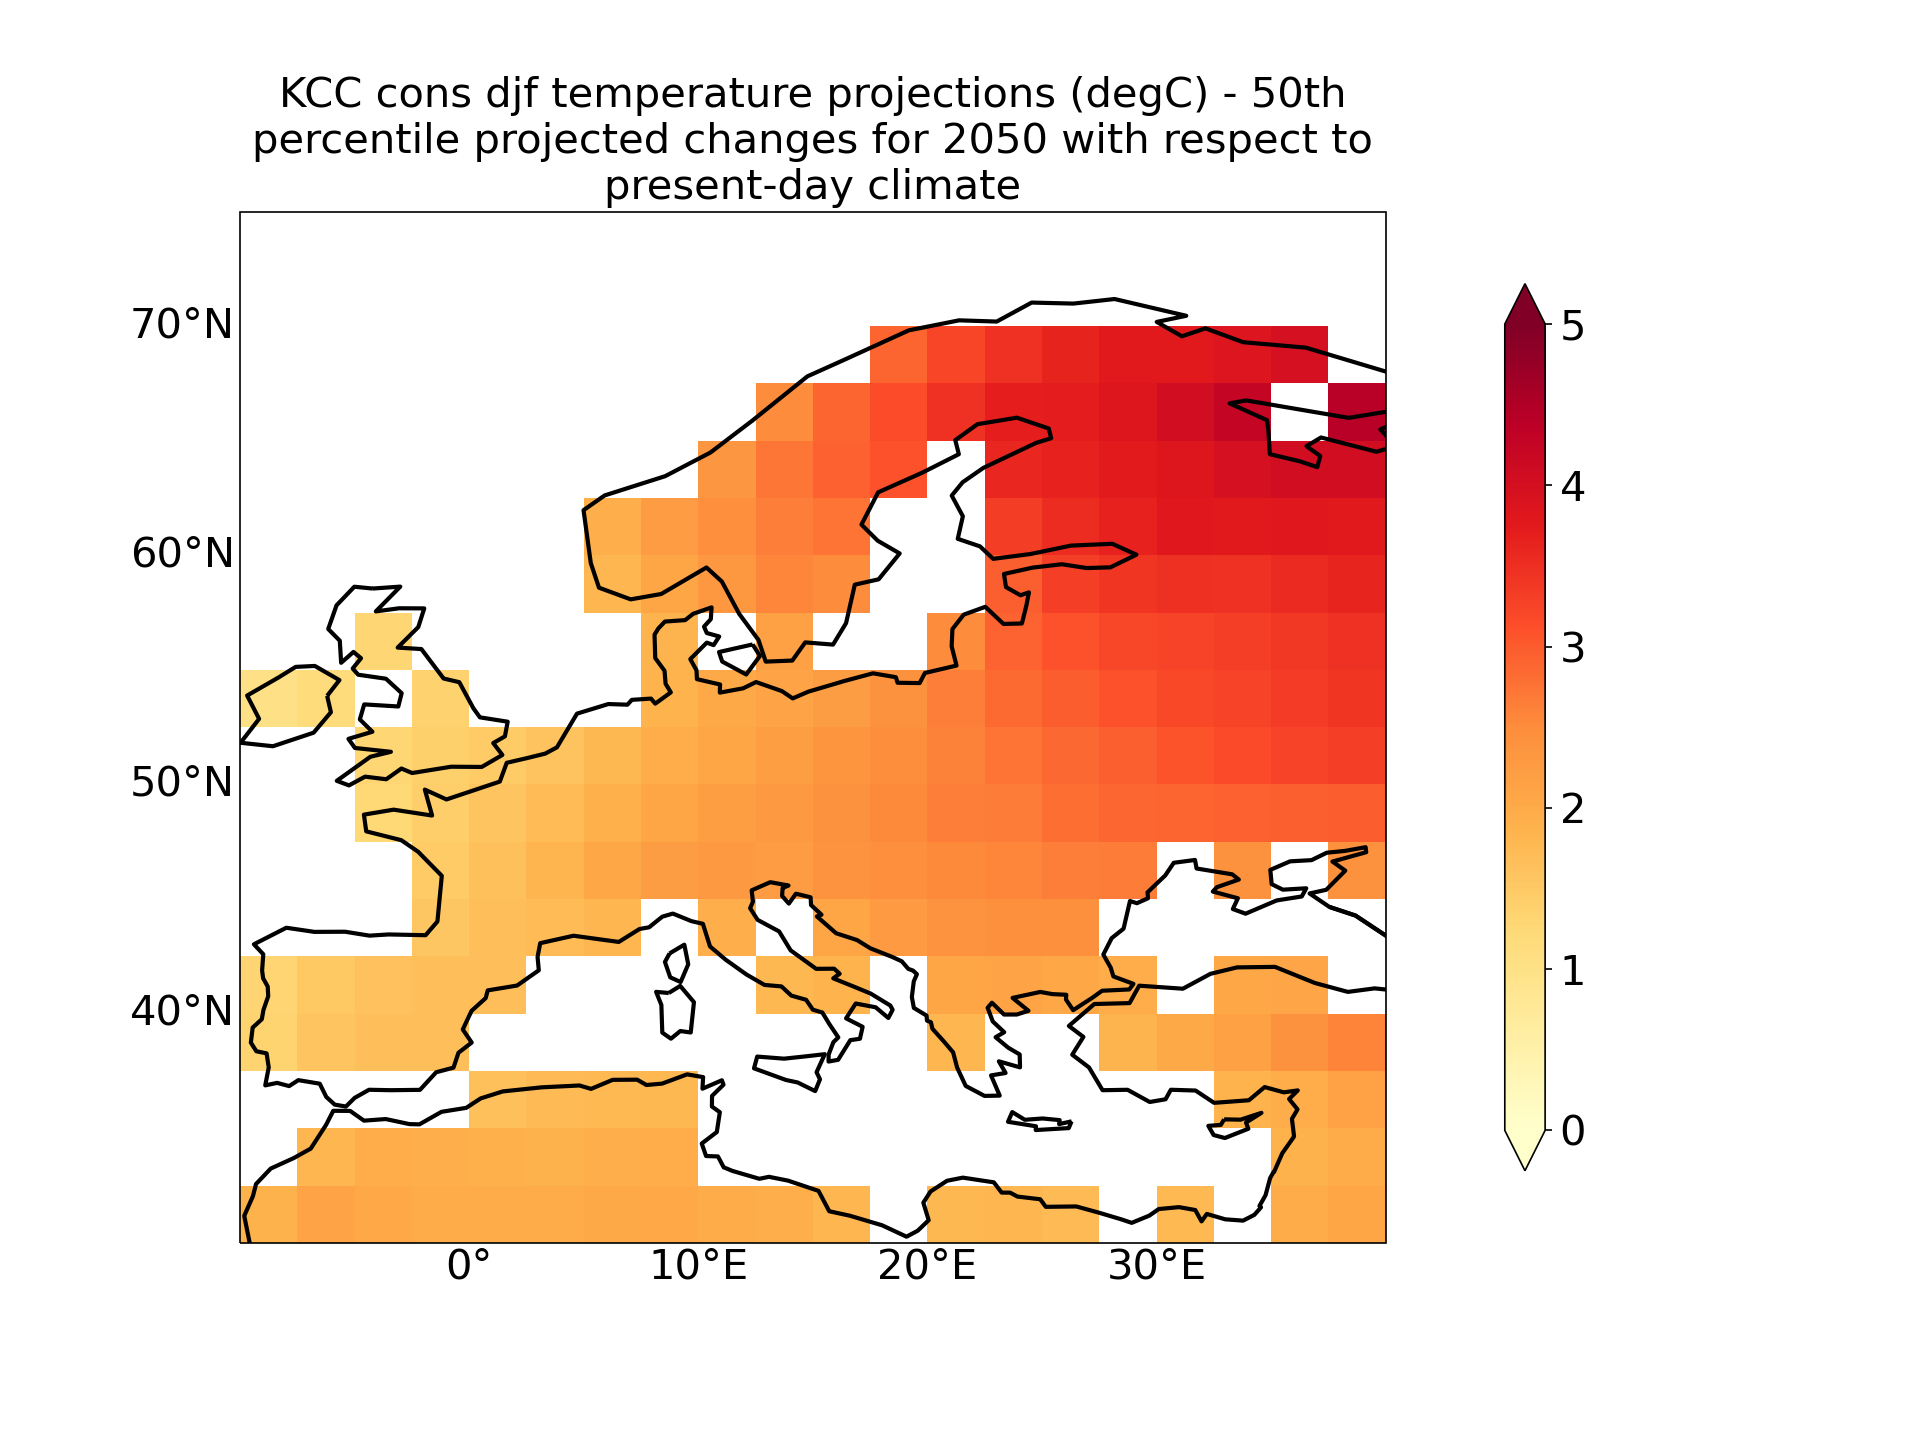 KCC cons djf temperature projections (degC) - 50th
percentile projected changes for 2050 with respect to
present-day climate
70°N
60°N
50°N
40°N
0°
10°E
20°E
30°E
5
4
3
2
1
0